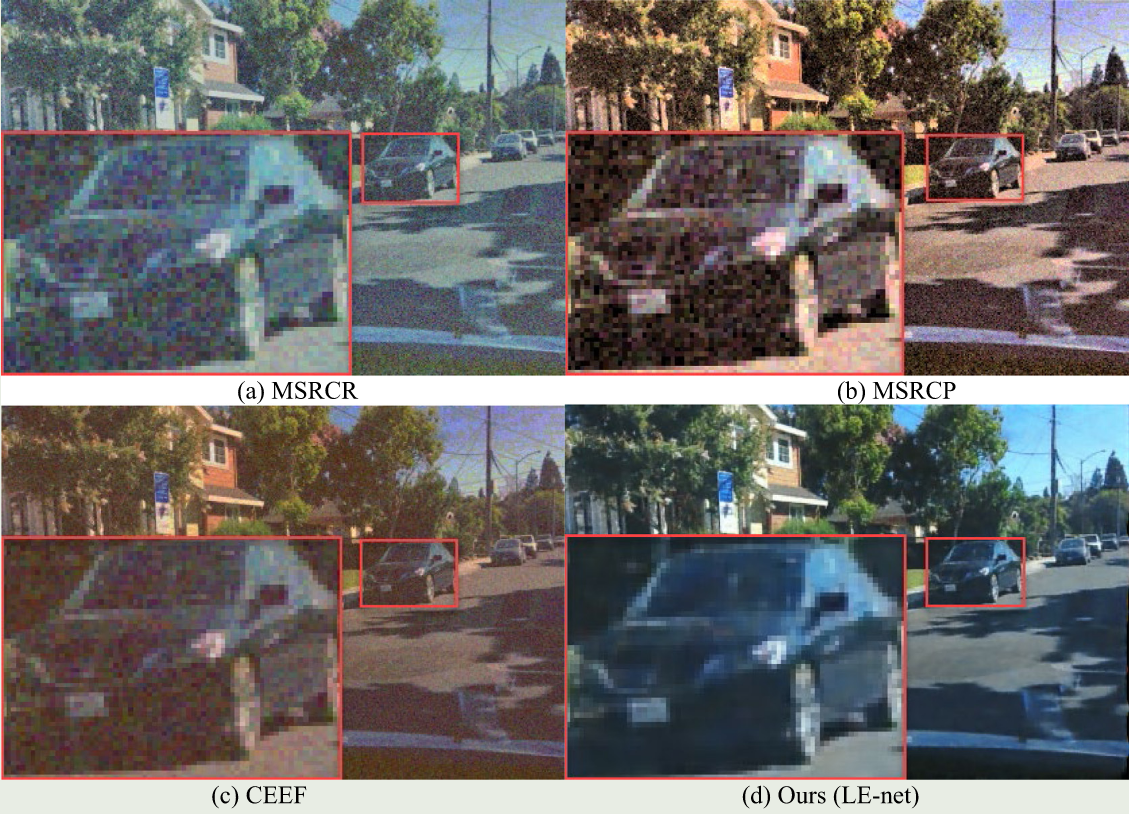 (a) MSRCR
(b) MSRCP
(c) CEEF
(d) Ours (LE-net)